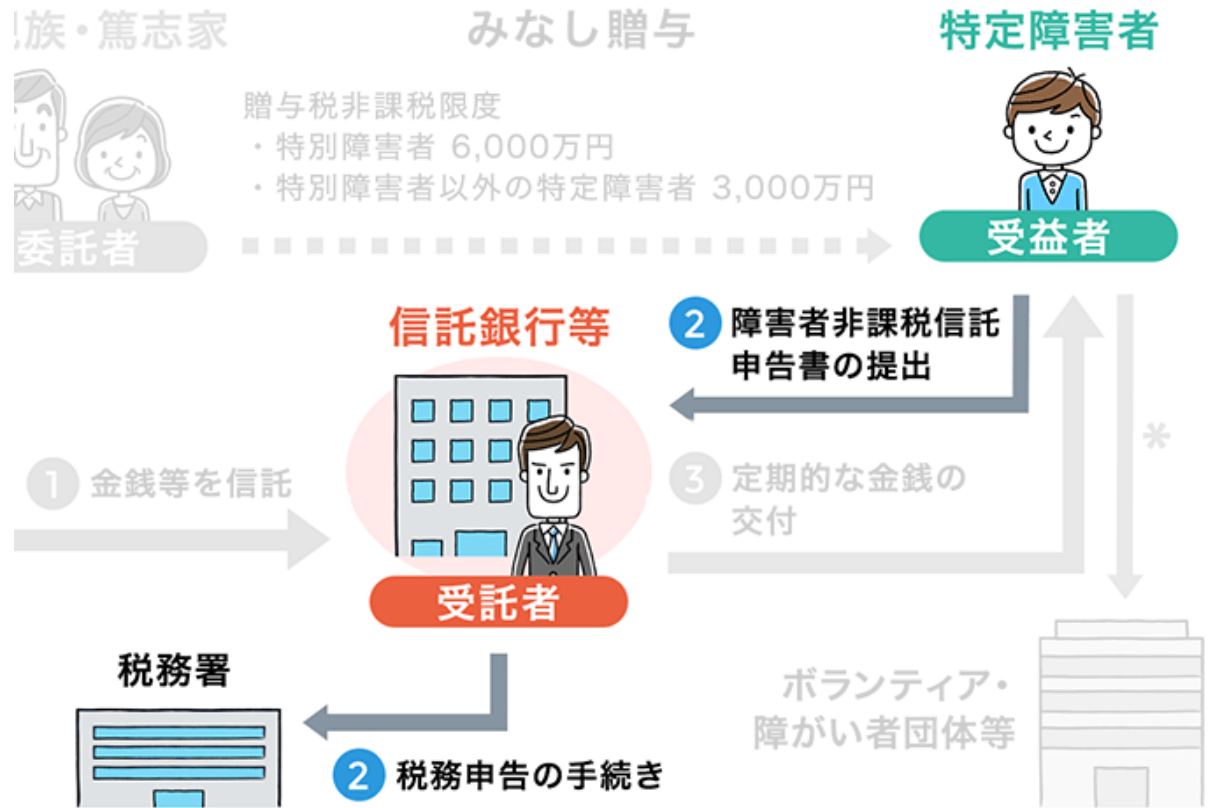 族・篤志家
みなし贈与
特定障害者
贈与税非課税限度
・特別障害者 6,000万円
・特別障害者以外の特定障害者 3,000万円
委託者
受益者
信託銀行等
2 障害者非課税信託
申告書の提出
1 金銭等を信託
3 定期的な金銭の
交付
*
受託者
税務署
2 税務申告の手続き
ボランティア・
障がい者団体等